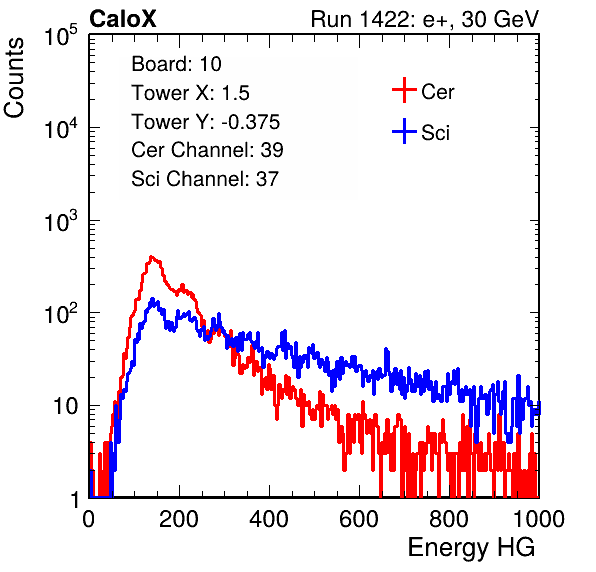 CaloX Run 1422: e+, 30 GeV
Counts
Board: 10
Tower X: 1.5
Tower Y: -0.375
Cer Channel: 39
Sci Channel: 37
Cer
Sci
10^5
10^4
10^3
10^2
10
1
0 200 400 600 800 1000
Energy HG